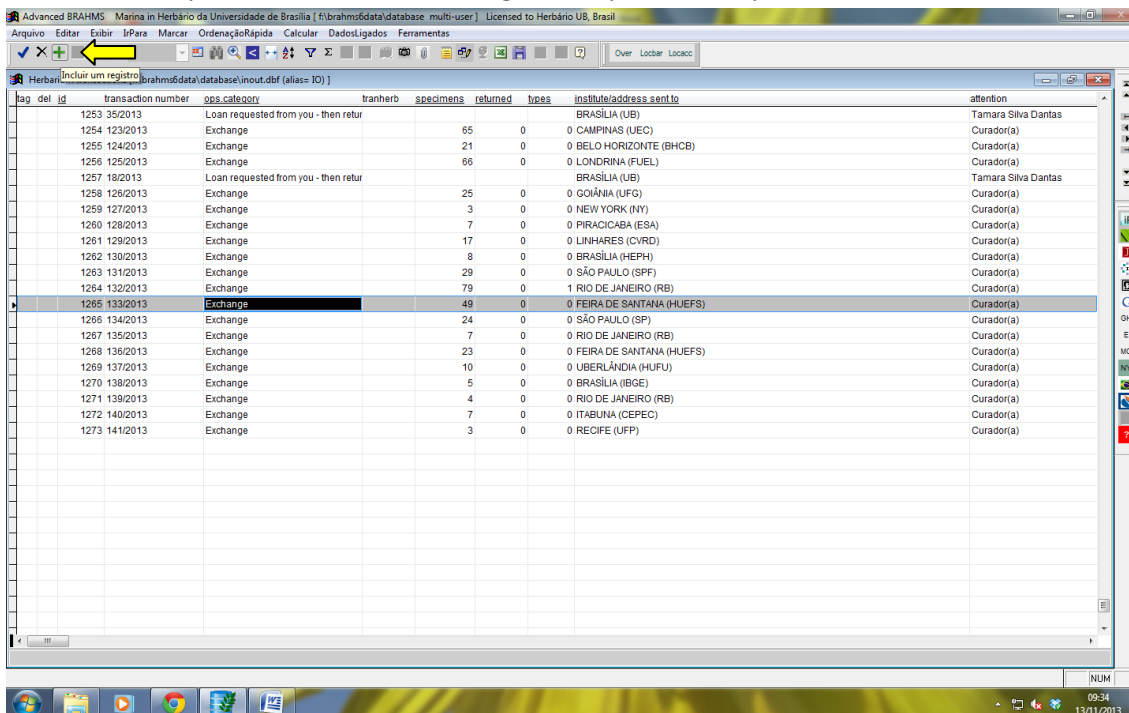 Advanced BRAHMS Marina in Herbário da Universidade de Brasília [ f:\brahms6data\database multi-user ] Licensed to Herbário UB, Brasil
Arquivo Editar Exibir IrPara Marcar OrdenaçãoRápida Calcular DadosLigados Ferramentas
Over Locbar Locacc
Incluir um registro
brahms6data\database\inout.dbf (alias= IO) ]
tag del id transaction number ops.category tranherb specimens returned types institute/address sent to attention
1253 35/2013 Loan requested from you - then retur BRASÍLIA (UB) Tamara Silva Dantas
1254 123/2013 Exchange 65 0 0 CAMPINAS (UEC) Curador(a)
1255 124/2013 Exchange 21 0 0 BELO HORIZONTE (BHCB) Curador(a)
1256 125/2013 Exchange 66 0 0 LONDRINA (FUEL) Curador(a)
1257 18/2013 Loan requested from you - then retur BRASÍLIA (UB) Tamara Silva Dantas
1258 126/2013 Exchange 25 0 0 GOIÂNIA (UFG) Curador(a)
1259 127/2013 Exchange 3 0 0 NEW YORK (NY) Curador(a)
1260 128/2013 Exchange 7 0 0 PIRACICABA (ESA) Curador(a)
1261 129/2013 Exchange 17 0 0 LINHARES (CVRD) Curador(a)
1262 130/2013 Exchange 8 0 0 BRASÍLIA (HEPH) Curador(a)
1263 131/2013 Exchange 29 0 0 SÃO PAULO (SPF) Curador(a)
1264 132/2013 Exchange 79 0 1 RIO DE JANEIRO (RB) Curador(a)
1265 133/2013 Exchange 49 0 0 FEIRA DE SANTANA (HUEFS) Curador(a)
1266 134/2013 Exchange 24 0 0 SÃO PAULO (SP) Curador(a)
1267 135/2013 Exchange 7 0 0 RIO DE JANEIRO (RB) Curador(a)
1268 136/2013 Exchange 23 0 0 FEIRA DE SANTANA (HUEFS) Curador(a)
1269 137/2013 Exchange 10 0 0 UBERLÂNDIA (HUFU) Curador(a)
1270 138/2013 Exchange 5 0 0 BRASÍLIA (IBGE) Curador(a)
1271 139/2013 Exchange 4 0 0 RIO DE JANEIRO (RB) Curador(a)
1272 140/2013 Exchange 7 0 0 ITABUNA (CEPEC) Curador(a)
1273 141/2013 Exchange 3 0 0 RECIFE (UFP) Curador(a)
NUM
09:34
13/11/2013